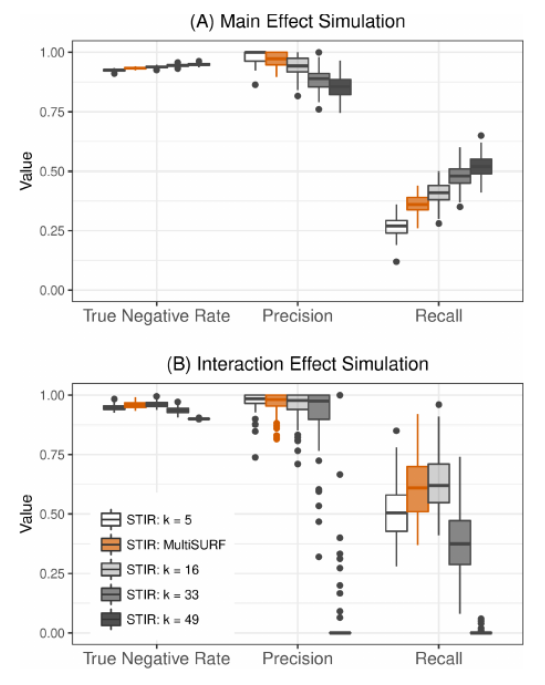 (A) Main Effect Simulation
1.00
0.75
0.50
0.25
0.00
Value
True Negative Rate Precision Recall
(B) Interaction Effect Simulation
1.00
0.75
0.50
0.25
0.00
Value
STIR: k = 5
STIR: MultiSURF
STIR: k = 16
STIR: k = 33
STIR: k = 49
True Negative Rate Precision Recall